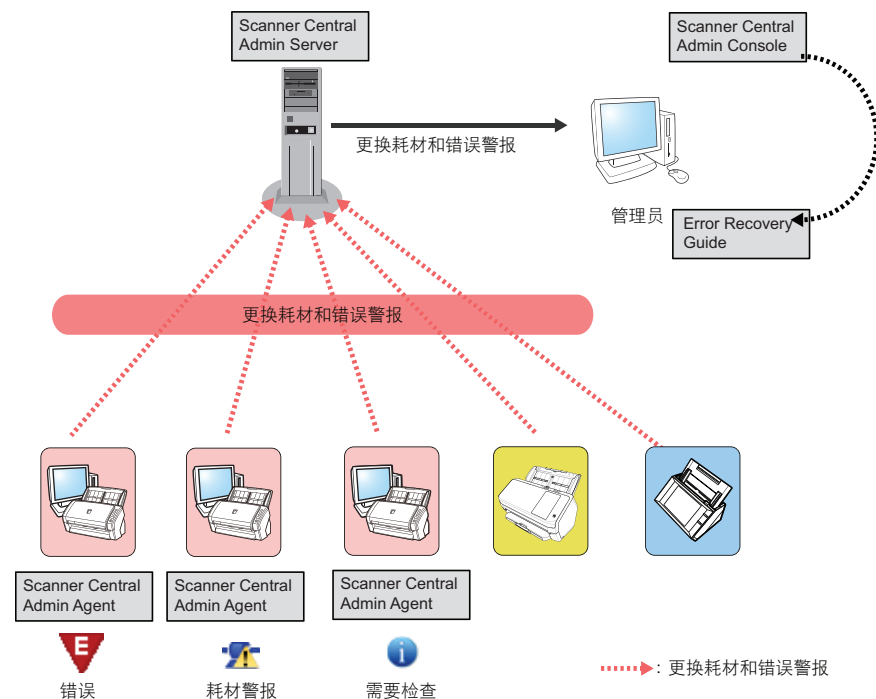 Scanner Central
Admin Server
Scanner Central
Admin Console
更换耗材和错误警报
管理员
Error Recovery
Guide
更换耗材和错误警报
Scanner Central
Admin Agent
Scanner Central
Admin Agent
Scanner Central
Admin Agent
E
i
错误
耗材警报
需要检查
: 更换耗材和错误警报